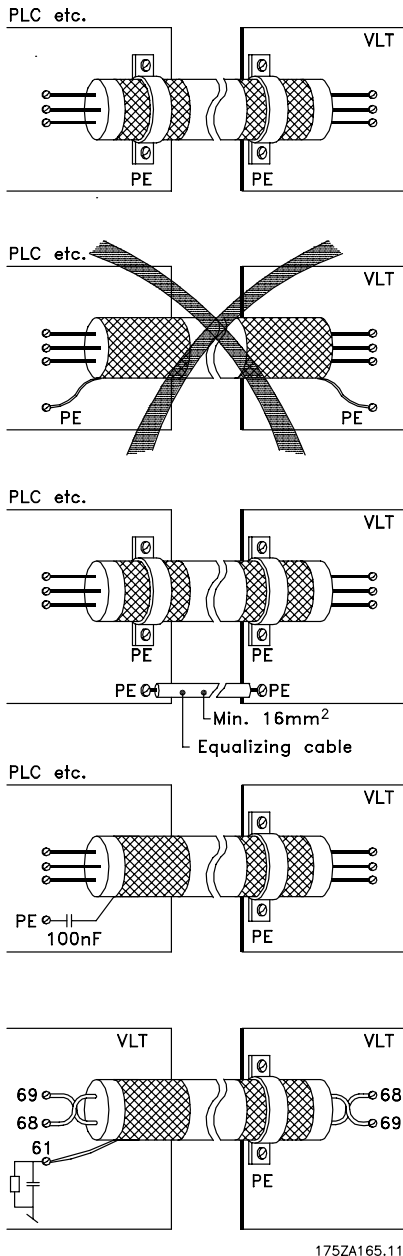 PLC etc.
VLT
PE PE
PLC etc.
VLT
PE PE
PLC etc.
VLT
PE PE
PE PE
Min. 16mm²
Equalizing cable
PLC etc.
VLT
PE
100nF
PE
VLT VLT
69 68
68 69
61
PE
175ZA165.11